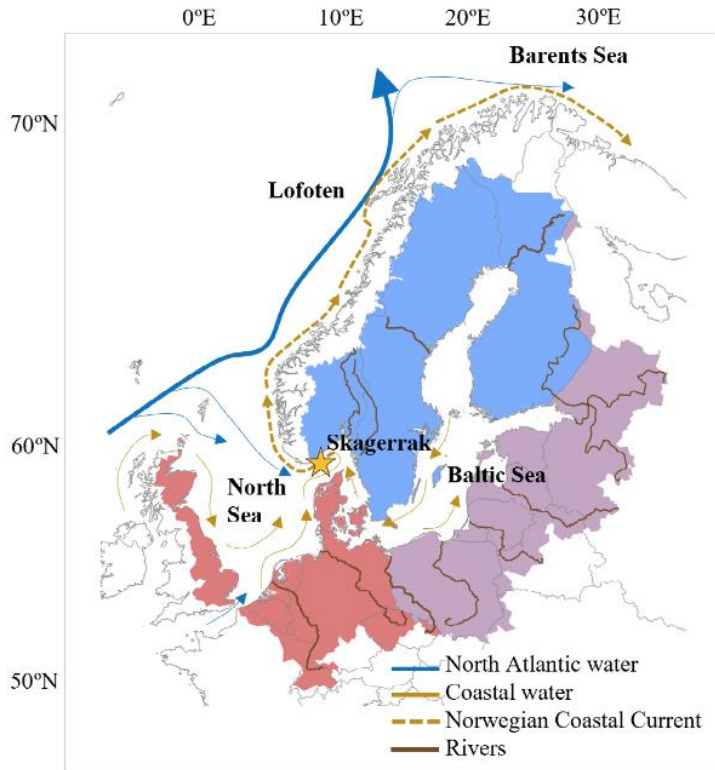 0ºE
10ºE
20ºE
30ºE
Barents Sea
70ºN
Lofoten
60ºN
Skagerrak
North
Sea
Baltic Sea
50ºN
North Atlantic water
Coastal water
Norwegian Coastal Current
Rivers